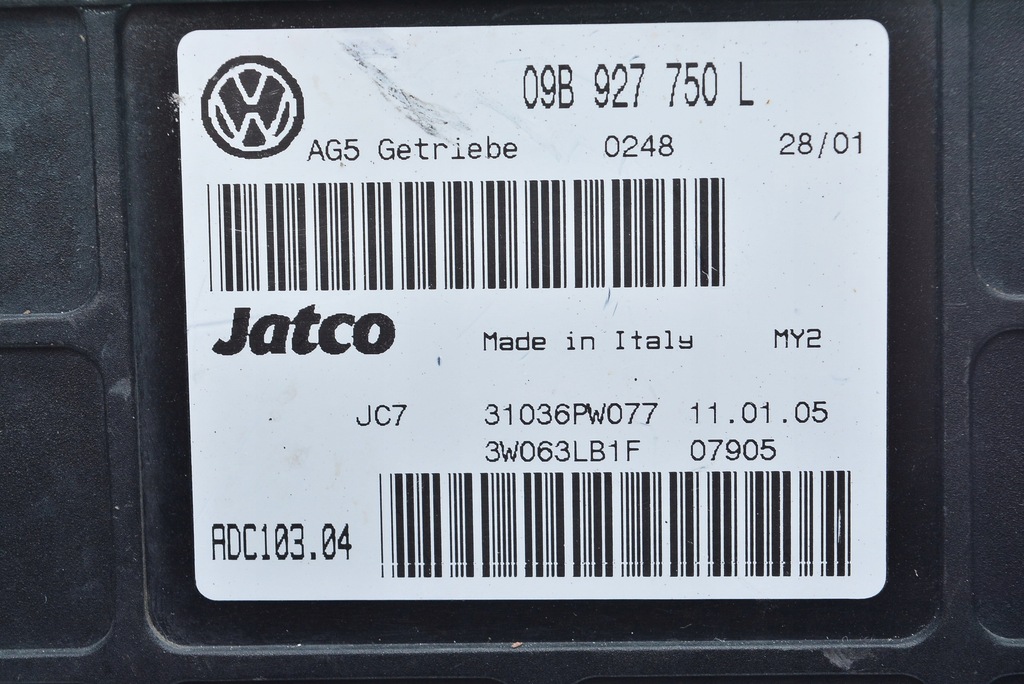 09B 927 750 L
AG5 Getriebe 0248 28/01
Jatco Made in Italy MY2
JC7 31036PW077 11.01.05
3W063LB1F 07905
ADC103.04